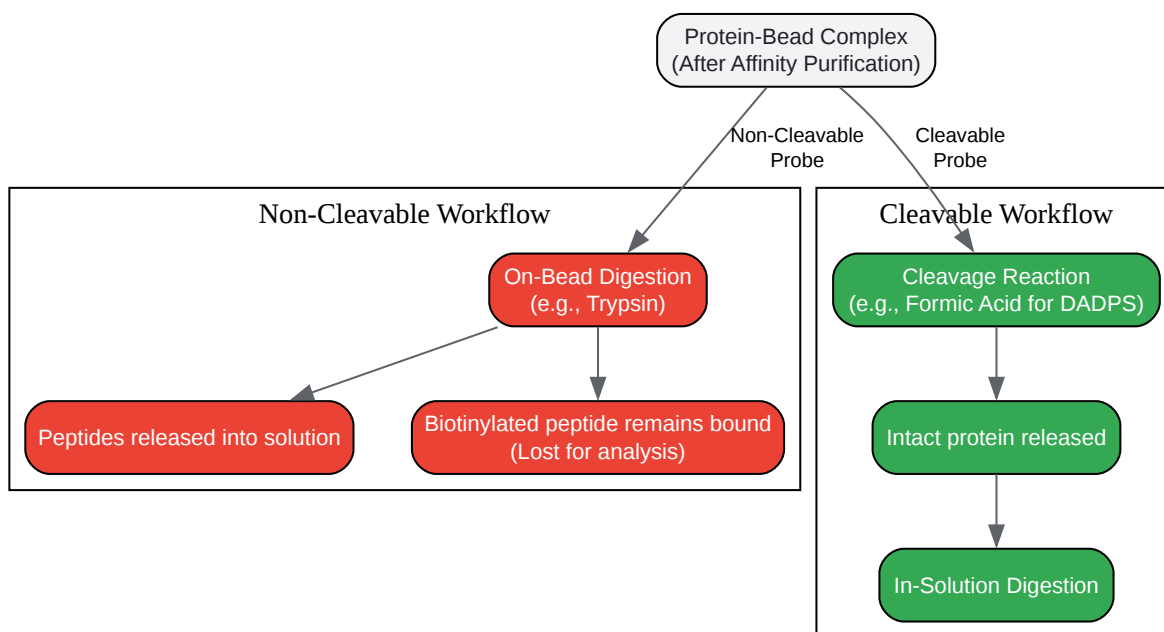 Protein-Bead Complex
(After Affinity Purification)
Non-Cleavable
Probe
Cleavable
Probe
Non-Cleavable Workflow
On-Bead Digestion
(e.g., Trypsin)
Peptides released into solution
Biotinylated peptide remains bound
(Lost for analysis)
Cleavable Workflow
Cleavage Reaction
(e.g., Formic Acid for DADPS)
Intact protein released
In-Solution Digestion